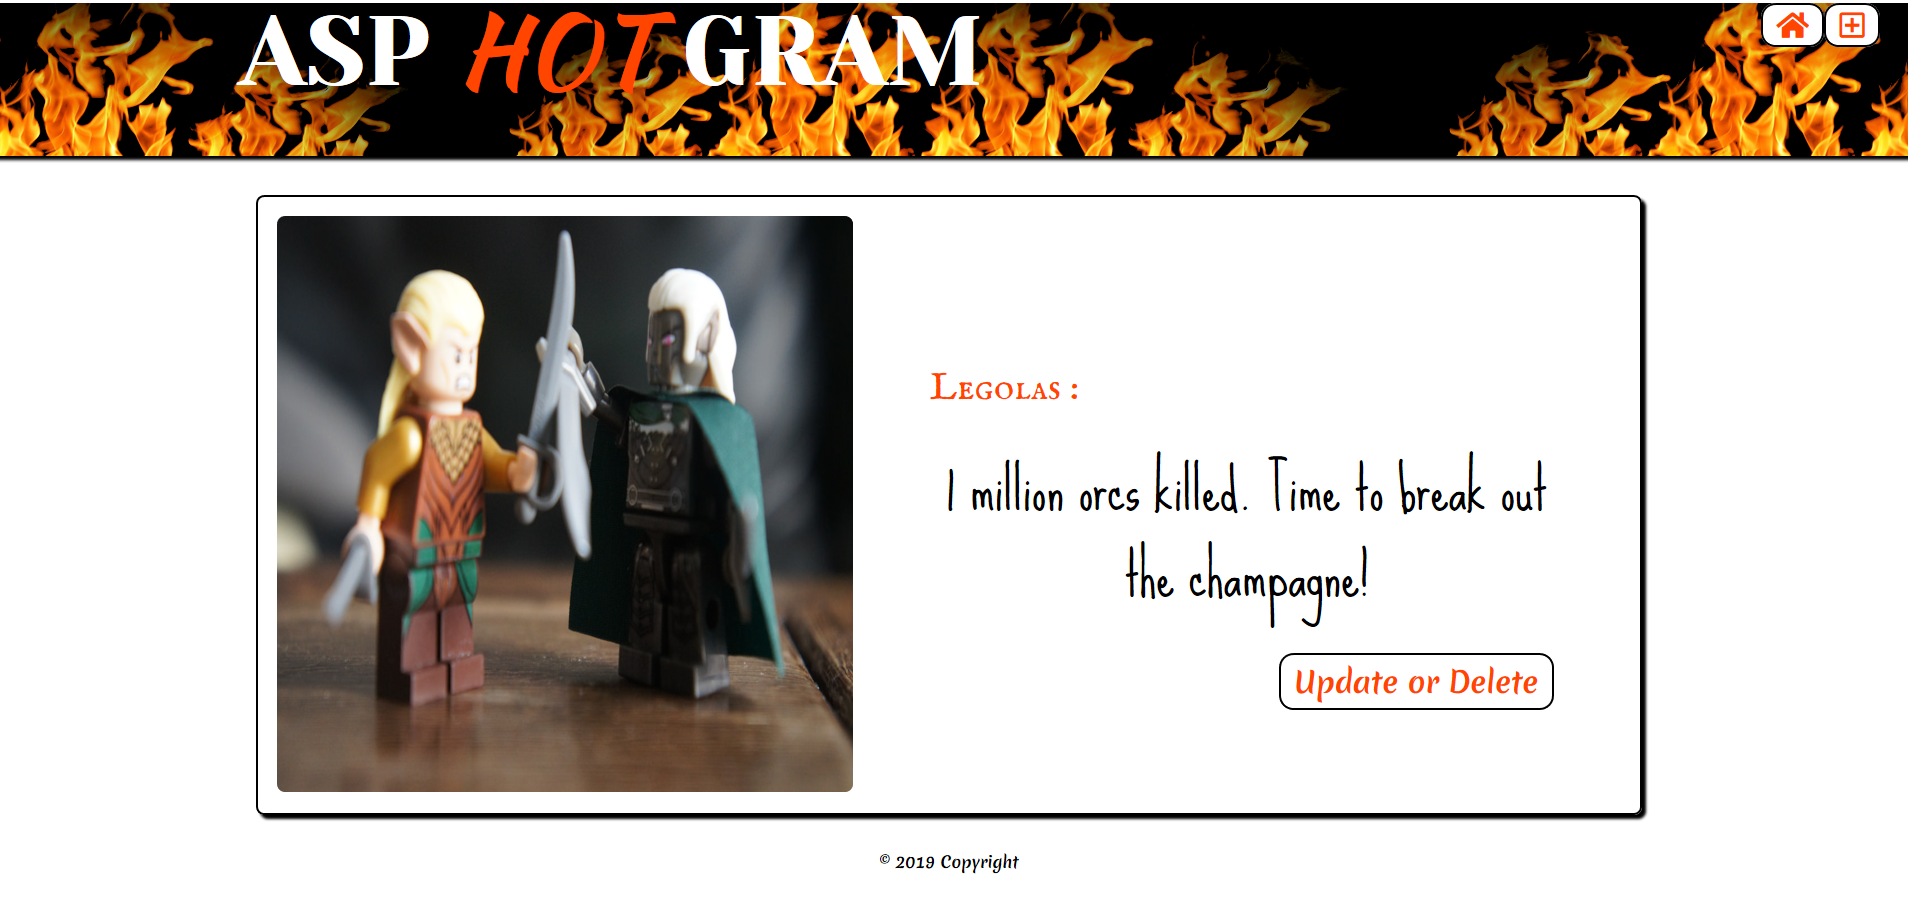 ASP HOT GRAM
Legolas :
1 million orcs killed. Time to break out
the champagne!
Update or Delete
© 2019 Copyright